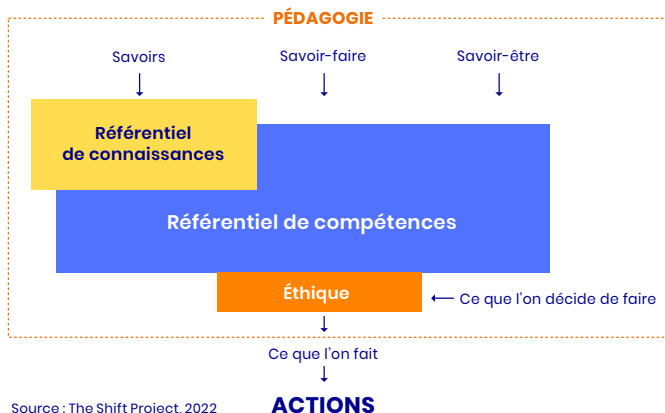 PÉDAGOGIE
Savoirs
Savoir-faire
Savoir-être
Référentiel
de connaissances
Référentiel de compétences
Éthique
Ce que l'on décide de faire
Ce que l'on fait
ACTIONS
Source : The Shift Project, 2022